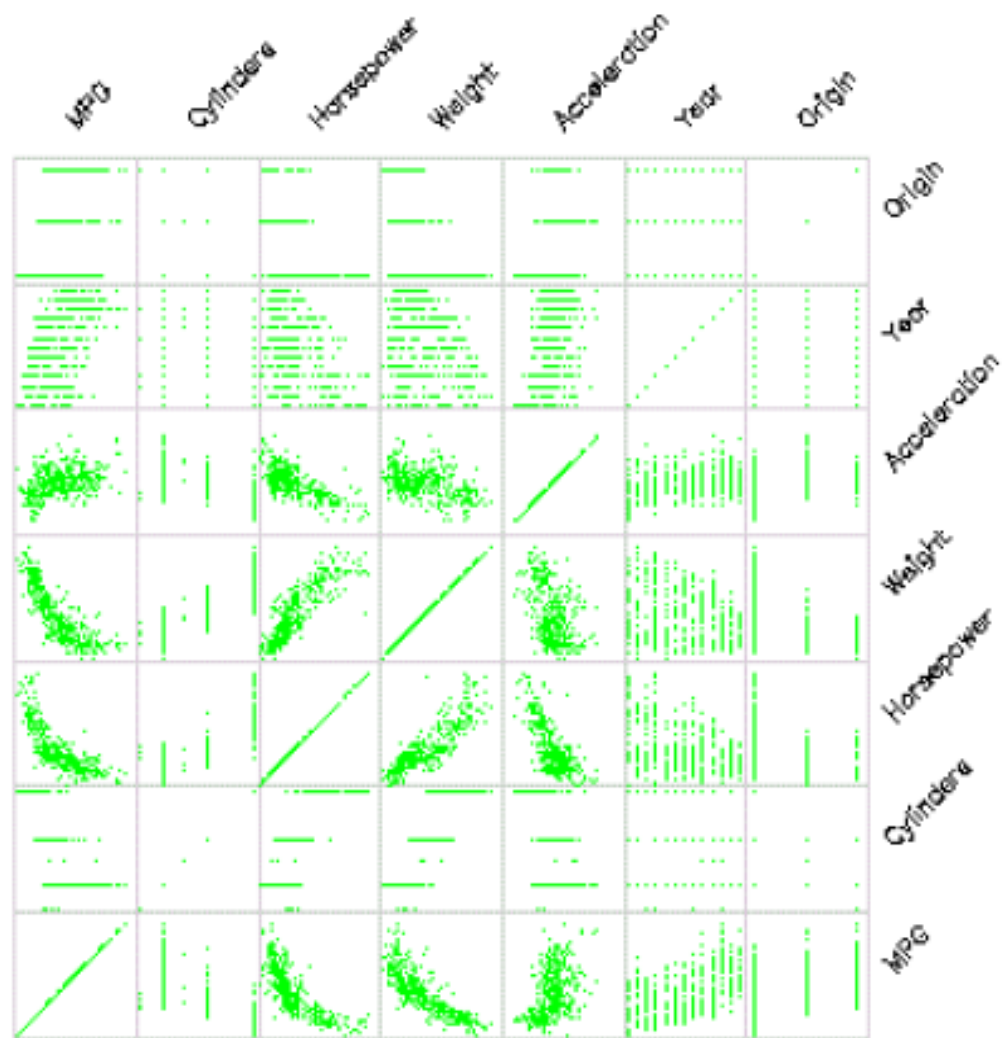 MPG Cylinders Horsepower Weight Acceleration Year Origin
Origin
Year
Acceleration
Weight
Horsepower
Cylinders
MPG